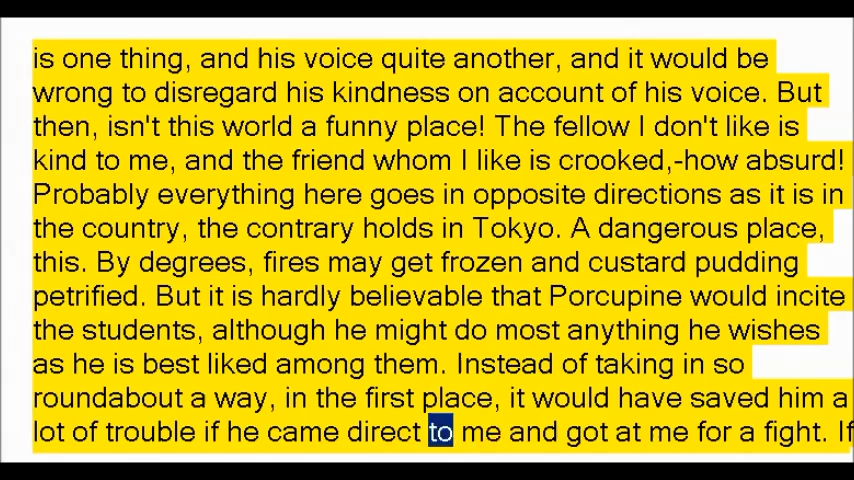 is one thing, and his voice quite another, and it would be
wrong to disregard his kindness on account of his voice. But
then, isn't this world a funny place! The fellow I don't like is
kind to me, and the friend whom I like is crooked,-how absurd!
Probably everything here goes in opposite directions as it is in
the country, the contrary holds in Tokyo. A dangerous place,
this. By degrees, fires may get frozen and custard pudding
petrified. But it is hardly believable that Porcupine would incite
the students, although he might do most anything he wishes
as he is best liked among them. Instead of taking in so
roundabout a way, in the first place, it would have saved him a
lot of trouble if he came direct to me and got at me for a fight. If